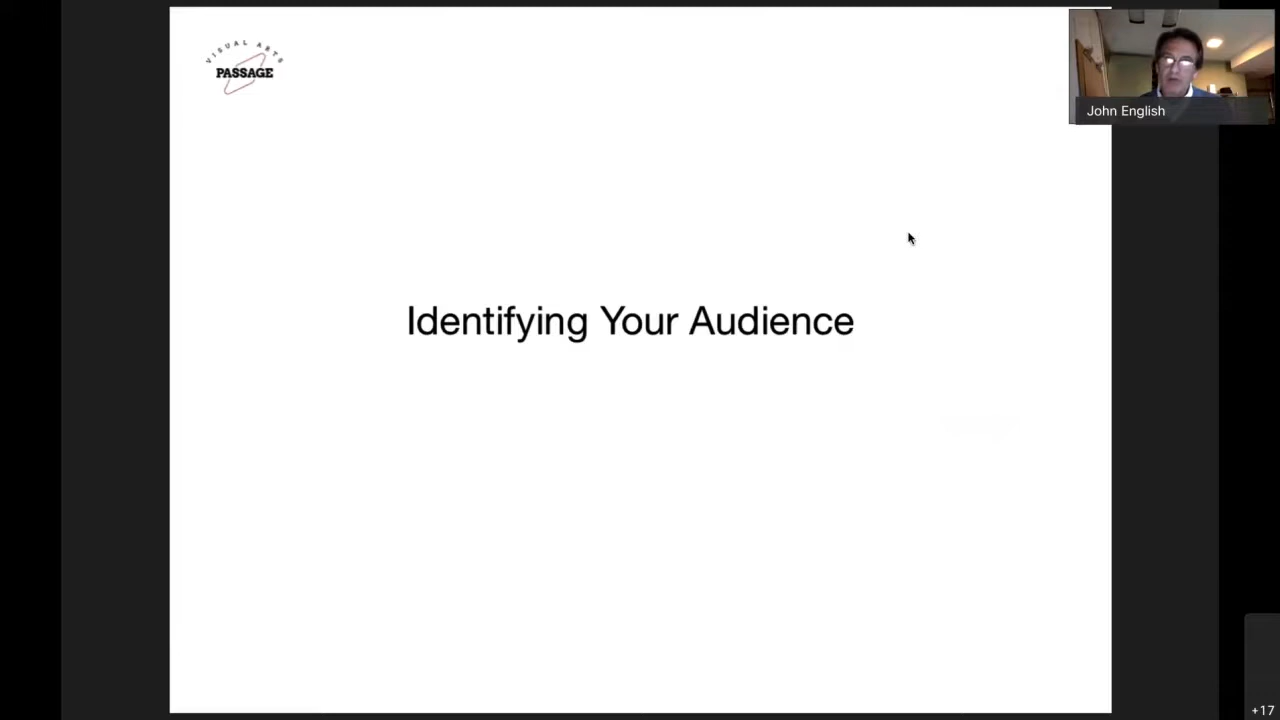 VISUAL ARTS
PASSAGE
John English
Identifying Your Audience
+17